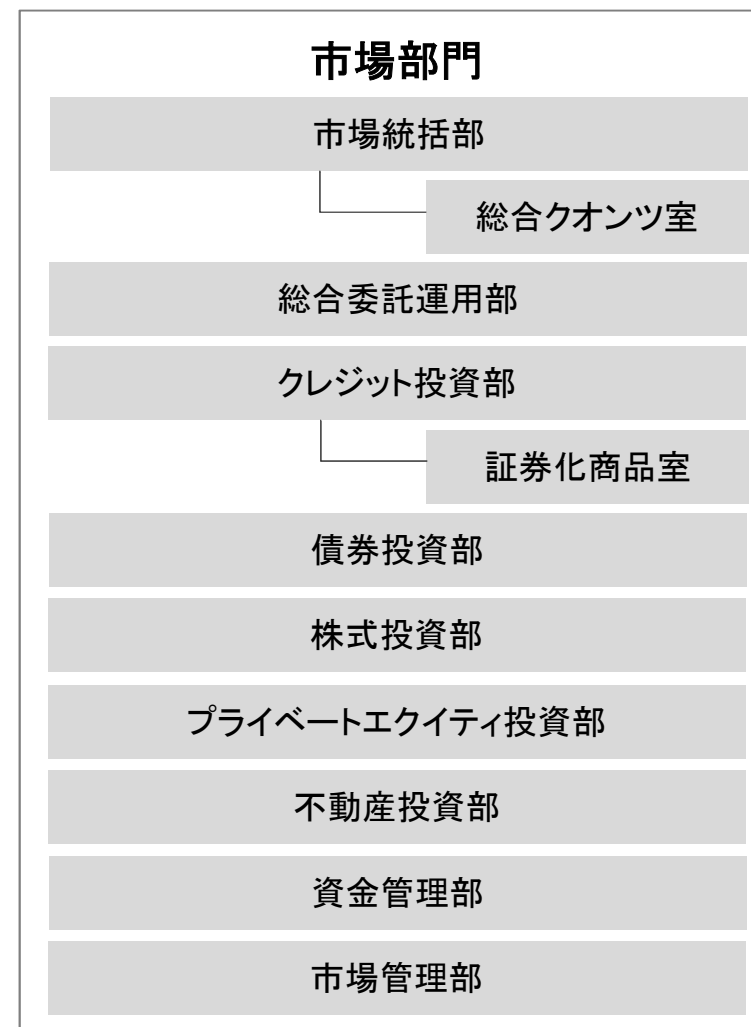 市場部門
市場統括部
総合クオンツ室
総合委託運用部
クレジット投資部
証券化商品室
債券投資部
株式投資部
プライベートエクイティ投資部
不動産投資部
資金管理部
市場管理部